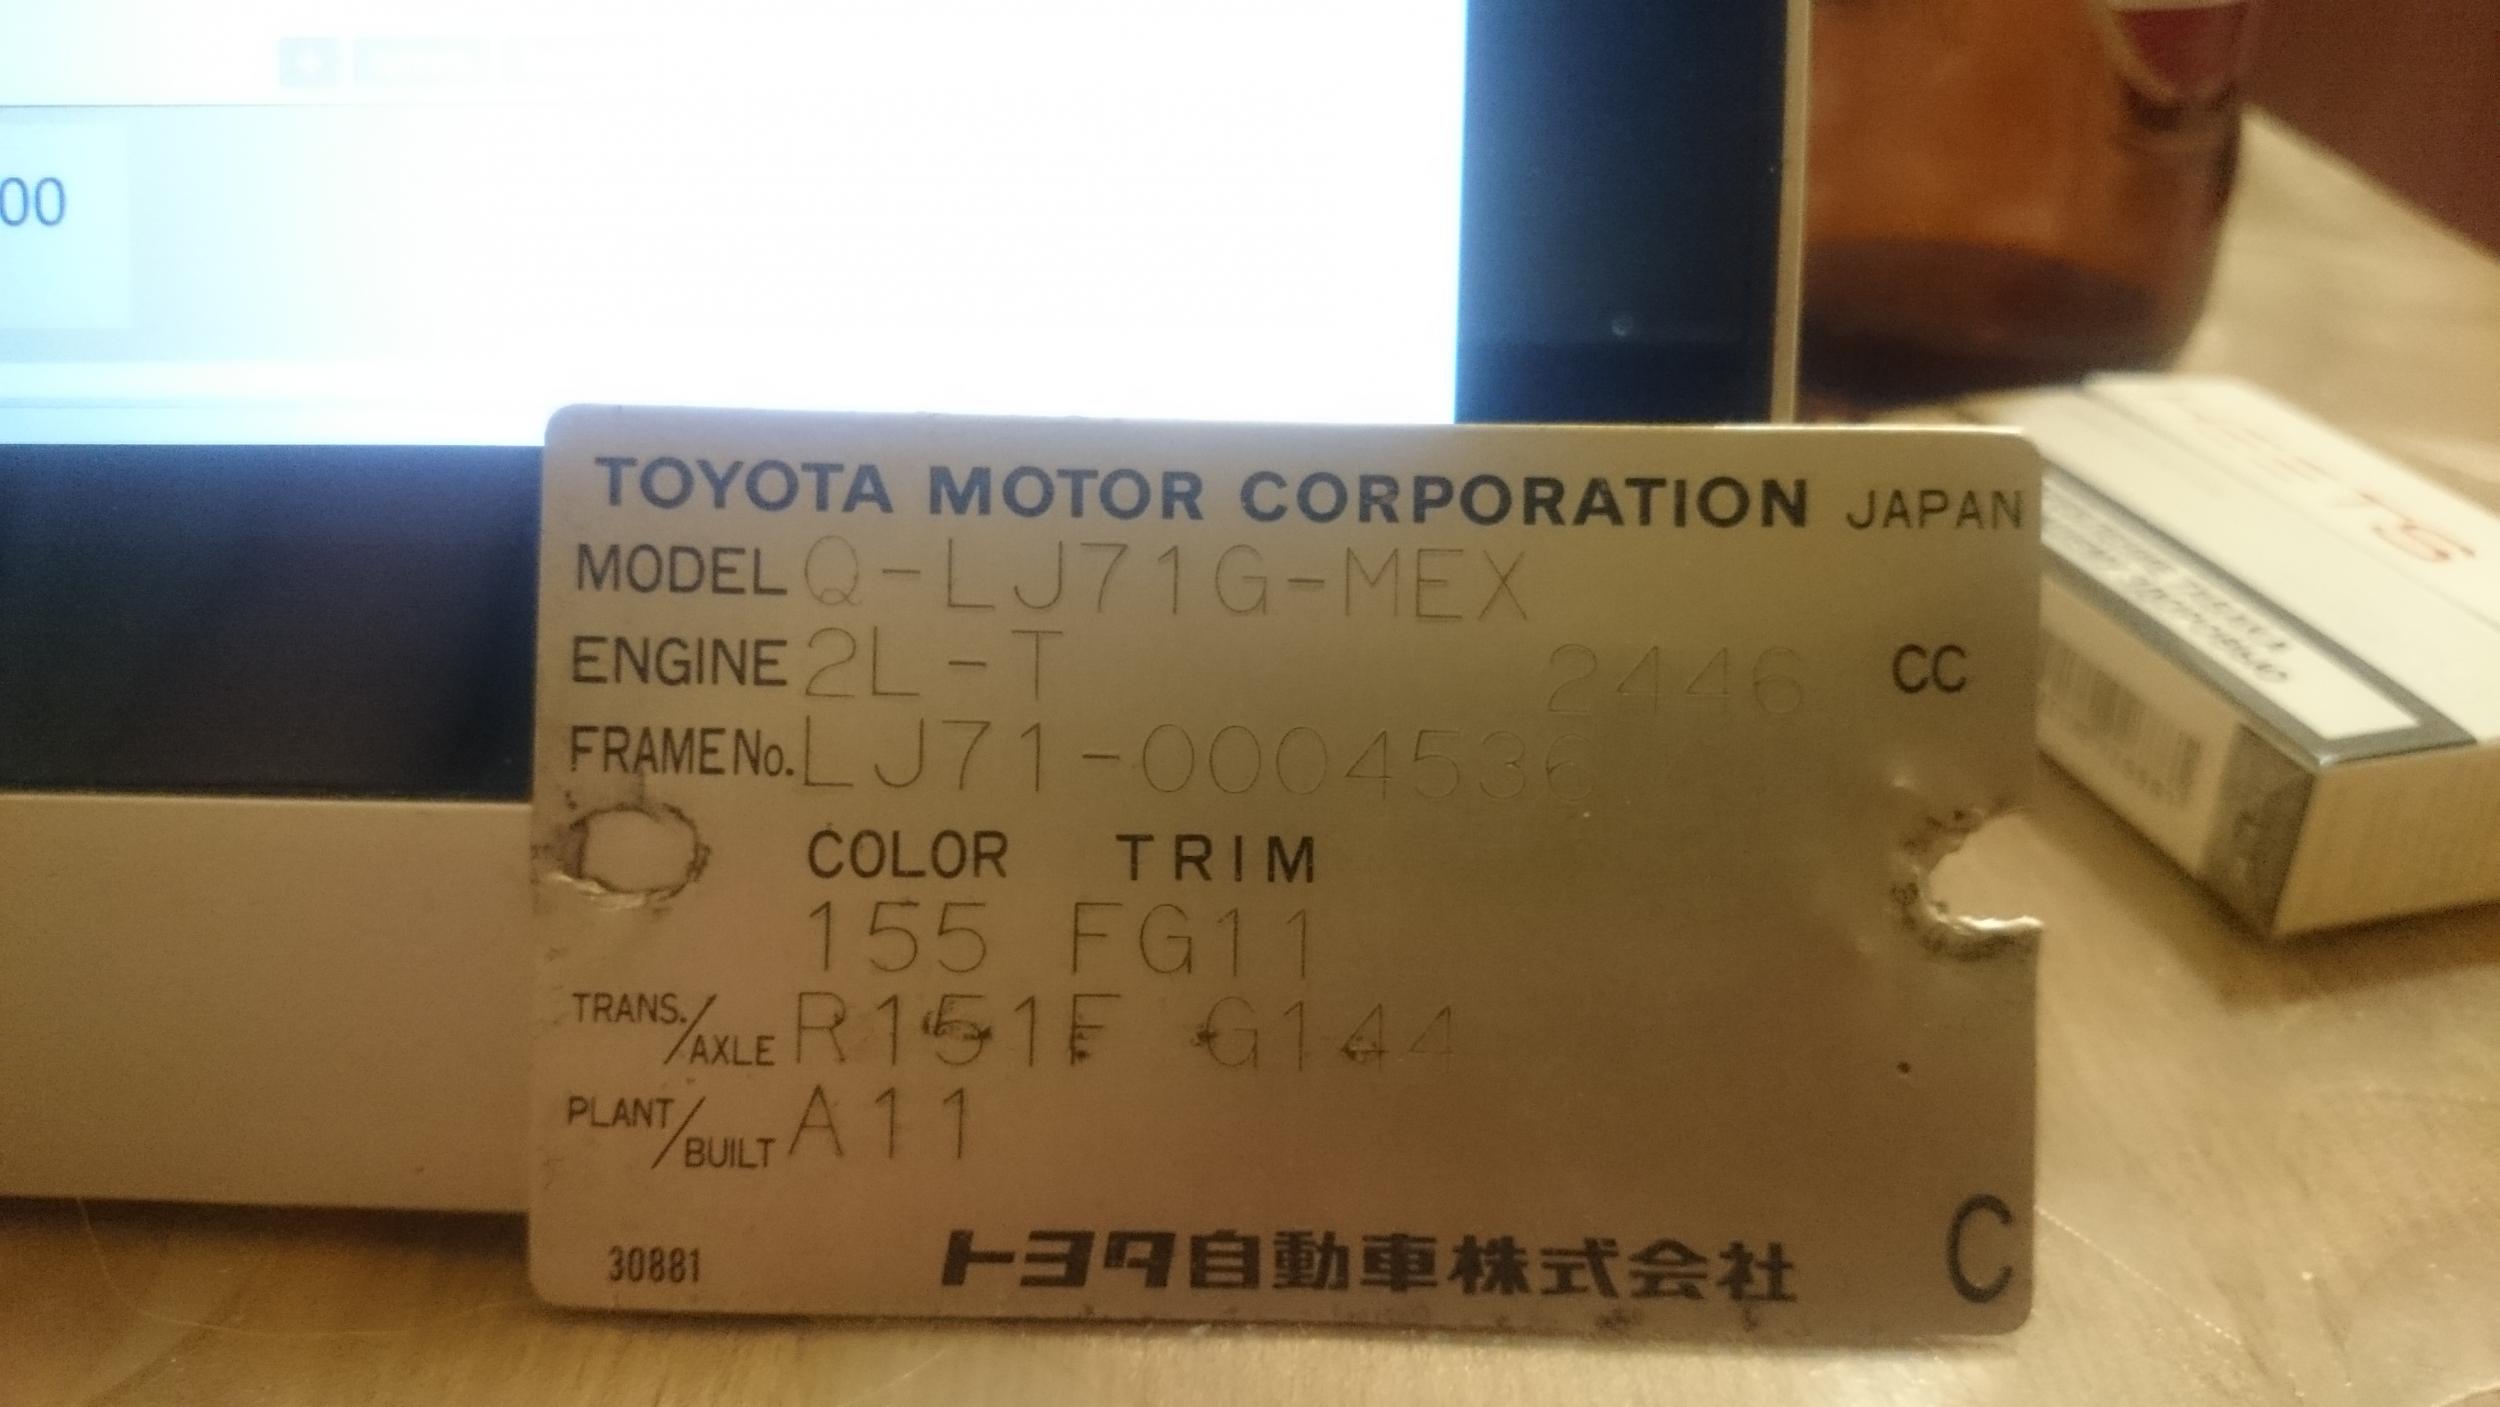 00
TOYOTA MOTOR CORPORATION JAPAN
MODEL Q-LJ71G-MEX
ENGINE 2L-T 2446 CC
FRAME No. LJ71-0004536
COLOR TRIM
155 FG11
TRANS./AXLE R151F G144
PLANT/BUILT A11
30881 トヨタ自動車株式会社 C